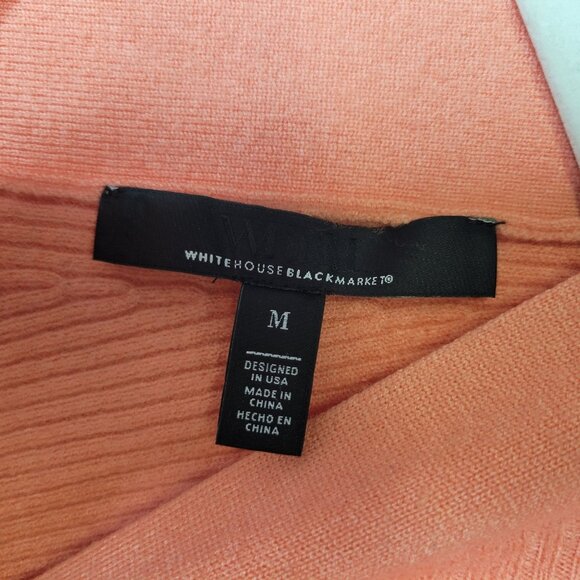 WHITEHOUSEBLACKMARKET®
M
DESIGNED
IN USA
MADE IN
CHINA
HECHO EN
CHINA